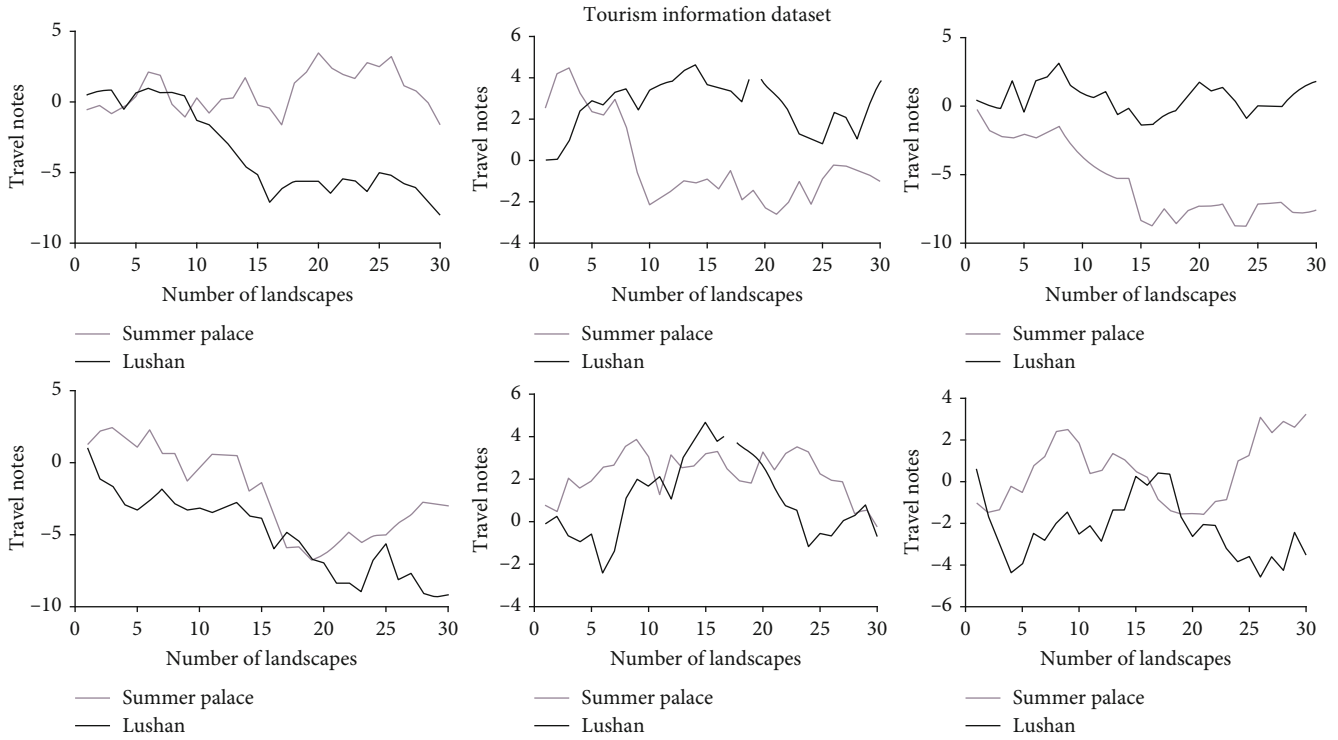 Tourism information dataset
5
0
−5
−10
Travel notes
0 5 10 15 20 25 30
Number of landscapes
Summer palace
Lushan
6
4
2
0
−2
−4
Travel notes
0 5 10 15 20 25 30
Number of landscapes
Summer palace
Lushan
5
0
−5
−10
Travel notes
0 5 10 15 20 25 30
Number of landscapes
Summer palace
Lushan
5
0
−5
−10
Travel notes
0 5 10 15 20 25 30
Number of landscapes
Summer palace
Lushan
6
4
2
0
−2
−4
Travel notes
0 5 10 15 20 25 30
Number of landscapes
Summer palace
Lushan
4
2
0
−2
−4
−6
Travel notes
0 5 10 15 20 25 30
Number of landscapes
Summer palace
Lushan